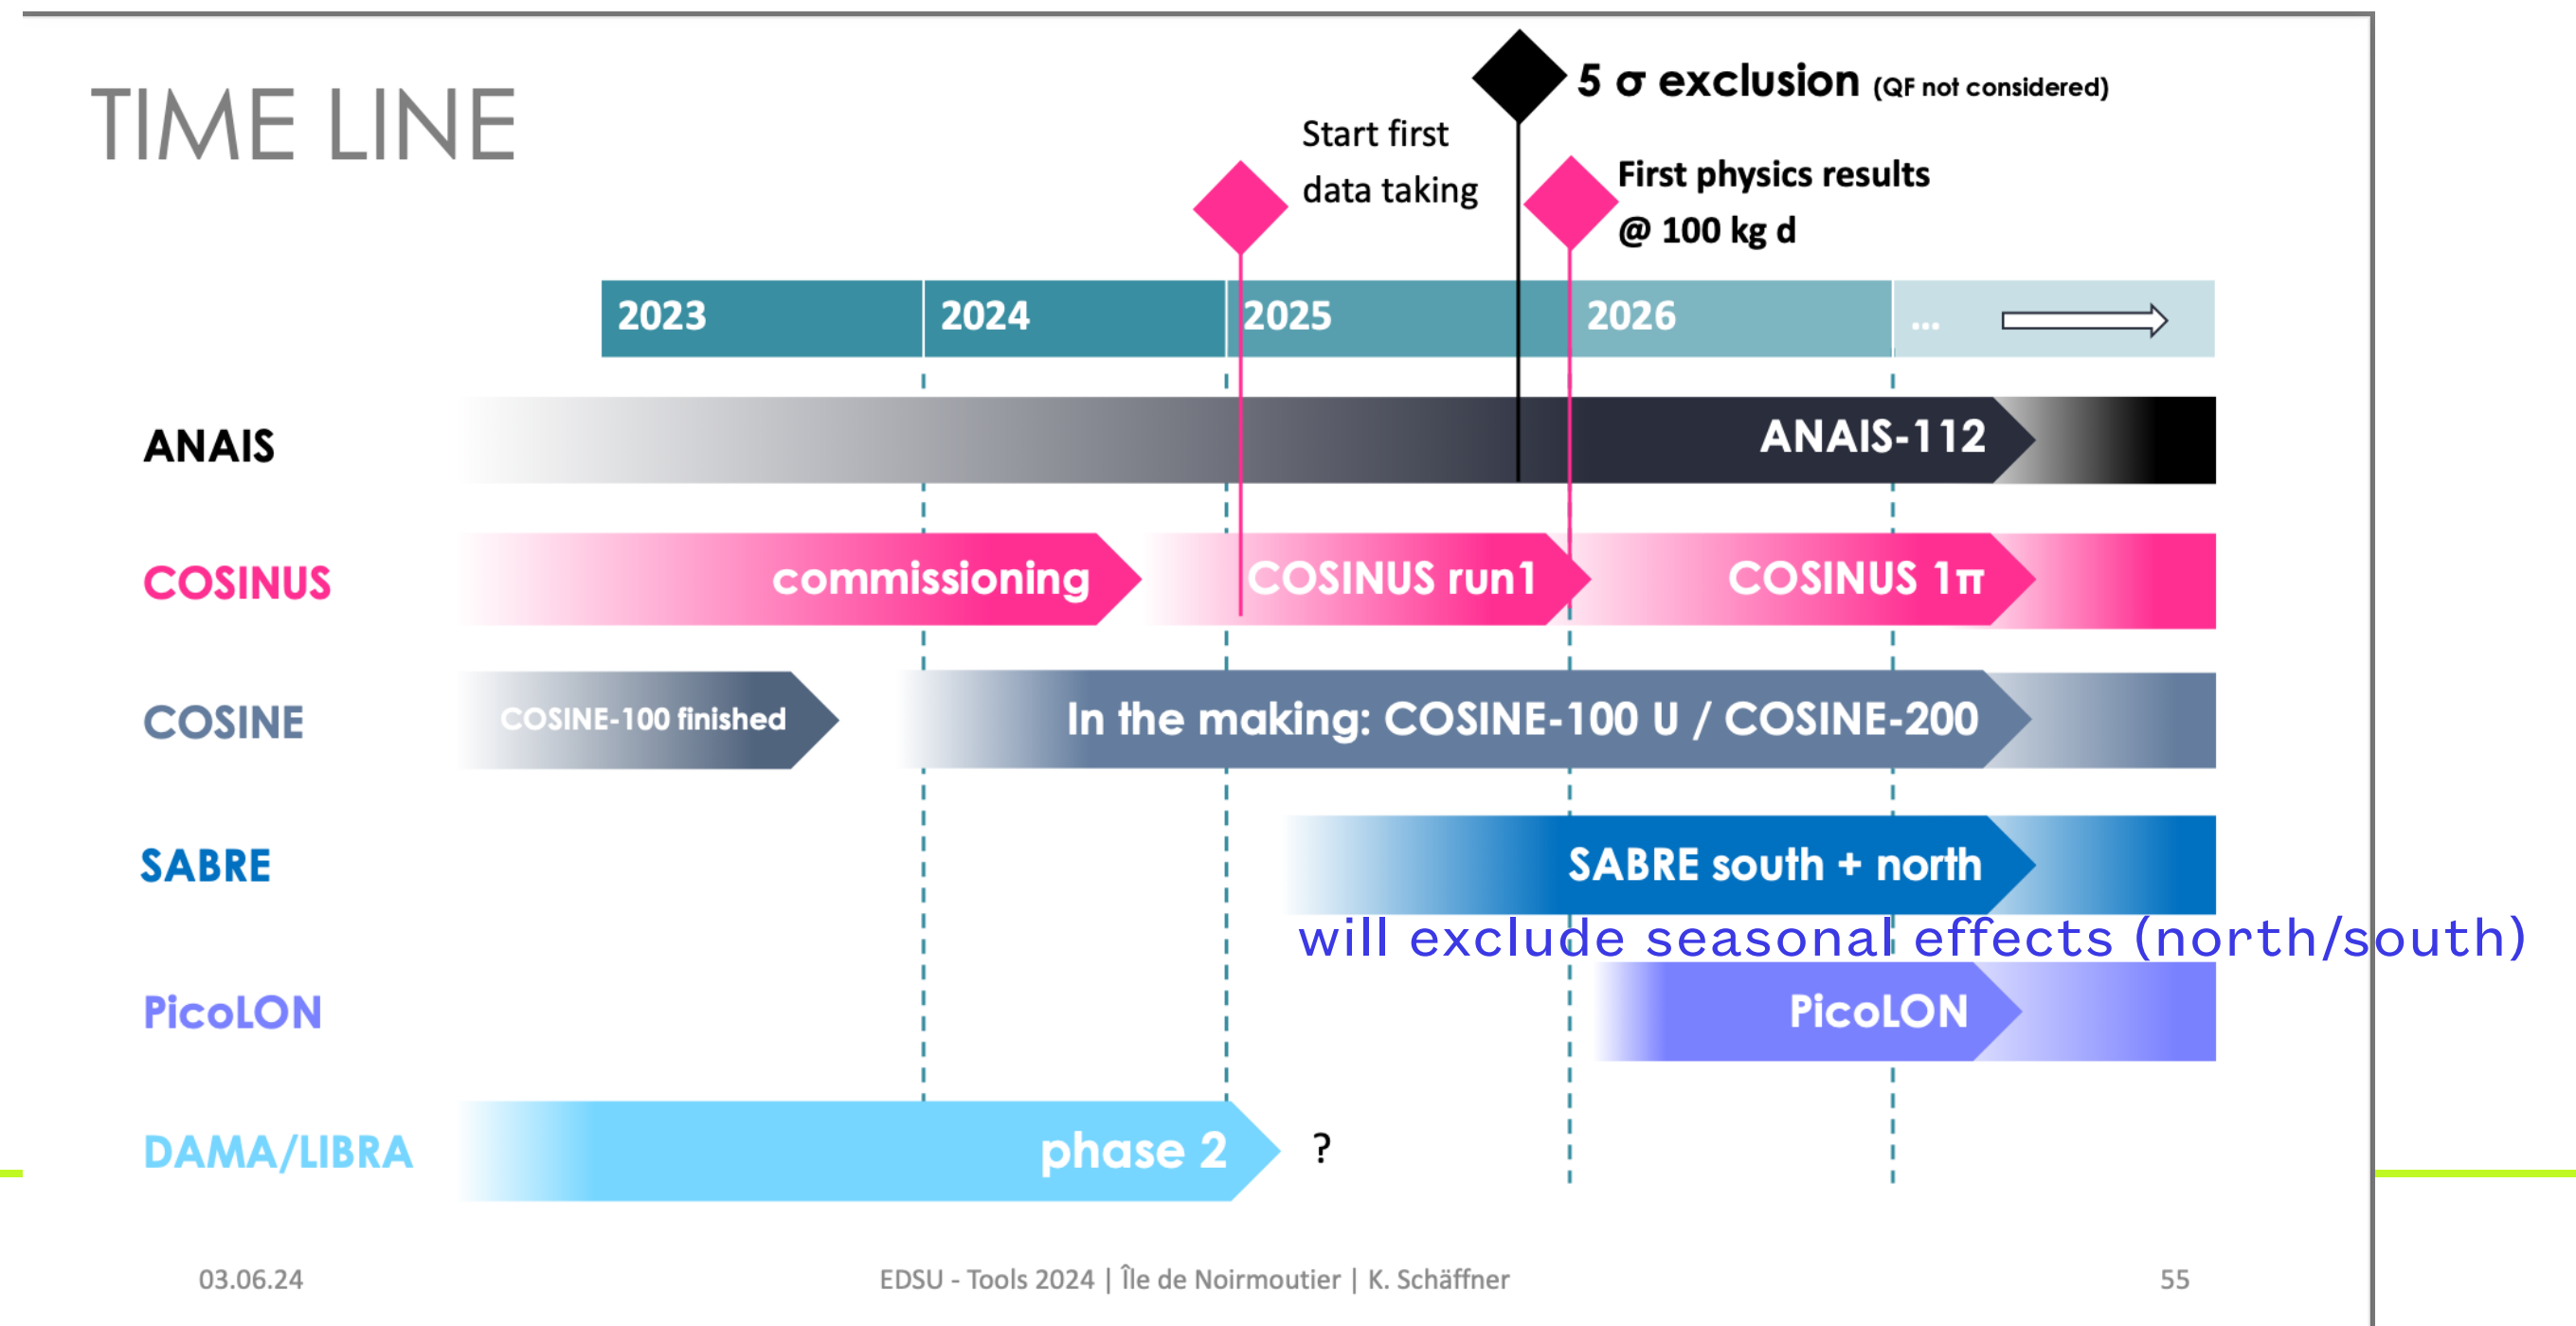 TIME LINE
5 σ exclusion (QF not considered)
Start first
data taking
First physics results
@ 100 kg d
2023 2024 2025 2026 ...
ANAIS ANAIS-112
COSINUS commissioning COSINUS run1 COSINUS 1π
COSINE COSINE-100 finished In the making: COSINE-100 U / COSINE-200
SABRE SABRE south + north
will exclude seasonal effects (north/south)
PicoLON PicoLON
DAMA/LIBRA phase 2 ?
03.06.24 EDSU - Tools 2024 | Île de Noirmoutier | K. Schäffner 55